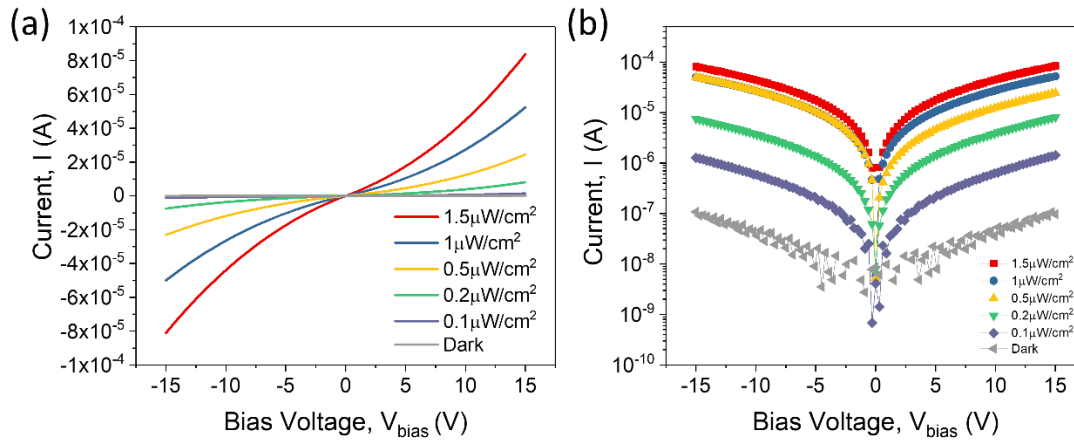 (a)
1x10⁻⁴
8x10⁻⁵
6x10⁻⁵
4x10⁻⁵
2x10⁻⁵
0
-2x10⁻⁵
-4x10⁻⁵
-6x10⁻⁵
-8x10⁻⁵
-1x10⁻⁴
Current, I (A)
-15 -10 -5 0 5 10 15
Bias Voltage, V_bias (V)
1.5μW/cm²
1μW/cm²
0.5μW/cm²
0.2μW/cm²
0.1μW/cm²
Dark
(b)
10⁻⁴
10⁻⁵
10⁻⁶
10⁻⁷
10⁻⁸
10⁻⁹
10⁻¹⁰
Current, I (A)
-15 -10 -5 0 5 10 15
Bias Voltage, V_bias (V)
1.5μW/cm²
1μW/cm²
0.5μW/cm²
0.2μW/cm²
0.1μW/cm²
Dark